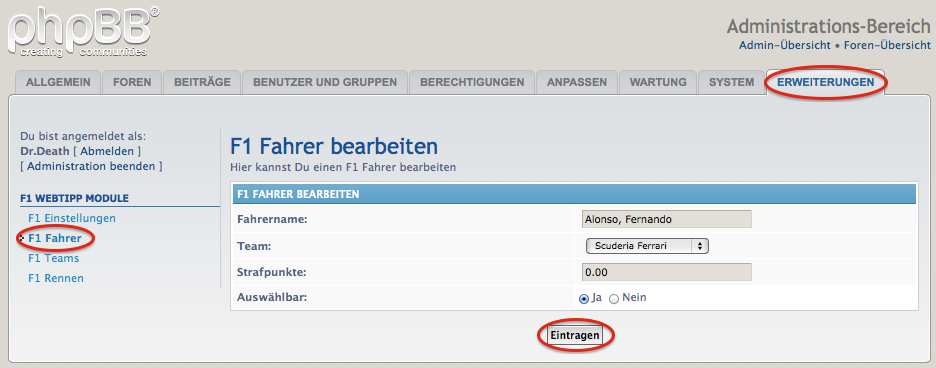 phpBB®
creating communities
Administrations-Bereich
Admin-Übersicht • Foren-Übersicht
ALLGEMEIN FOREN BEITRÄGE BENUTZER UND GRUPPEN BERECHTIGUNGEN ANPASSEN WARTUNG SYSTEM ERWEITERUNGEN
Du bist angemeldet als:
Dr.Death [ Abmelden ]
[ Administration beenden ]
F1 WEBTIPP MODULE
F1 Einstellungen
F1 Fahrer
F1 Teams
F1 Rennen
F1 Fahrer bearbeiten
Hier kannst Du einen F1 Fahrer bearbeiten
F1 FAHRER BEARBEITEN
Fahrername: Alonso, Fernando
Team: Scuderia Ferrari
Strafpunkte: 0.00
Auswählbar: Ja Nein
Eintragen